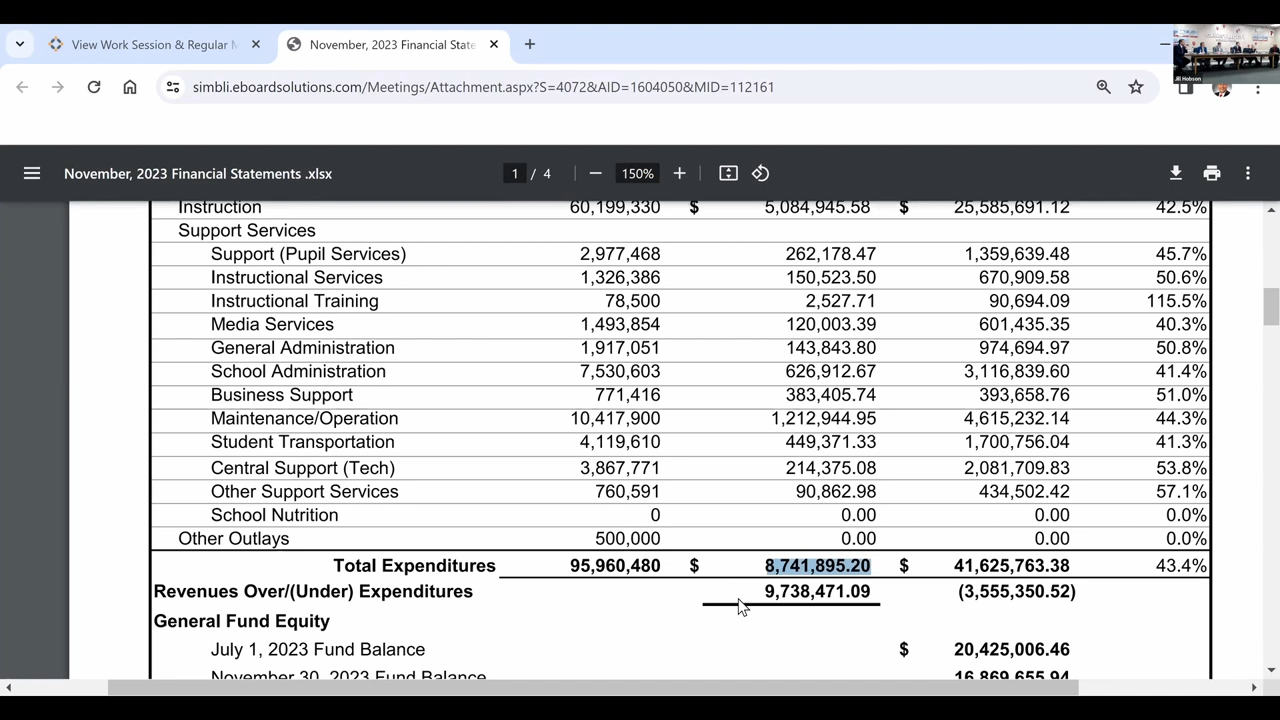 View Work Session & Regular M
November, 2023 Financial State
simbli.eboardsolutions.com/Meetings/Attachment.aspx?S=4072&AID=1604050&MID=112161
Jill Hobson
November, 2023 Financial Statements .xlsx 1 / 4 150%
Instruction 60,199,330 $ 5,084,945.58 $ 25,585,691.12 42.5%
Support Services
Support (Pupil Services) 2,977,468 262,178.47 1,359,639.48 45.7%
Instructional Services 1,326,386 150,523.50 670,909.58 50.6%
Instructional Training 78,500 2,527.71 90,694.09 115.5%
Media Services 1,493,854 120,003.39 601,435.35 40.3%
General Administration 1,917,051 143,843.80 974,694.97 50.8%
School Administration 7,530,603 626,912.67 3,116,839.60 41.4%
Business Support 771,416 383,405.74 393,658.76 51.0%
Maintenance/Operation 10,417,900 1,212,944.95 4,615,232.14 44.3%
Student Transportation 4,119,610 449,371.33 1,700,756.04 41.3%
Central Support (Tech) 3,867,771 214,375.08 2,081,709.83 53.8%
Other Support Services 760,591 90,862.98 434,502.42 57.1%
School Nutrition 0 0.00 0.00 0.0%
Other Outlays 500,000 0.00 0.00 0.0%
Total Expenditures 95,960,480 $ 8,741,895.20 $ 41,625,763.38 43.4%
Revenues Over/(Under) Expenditures 9,738,471.09 (3,555,350.52)
General Fund Equity
July 1, 2023 Fund Balance $ 20,425,006.46
November 30, 2023 Fund Balance 16,869,655.94